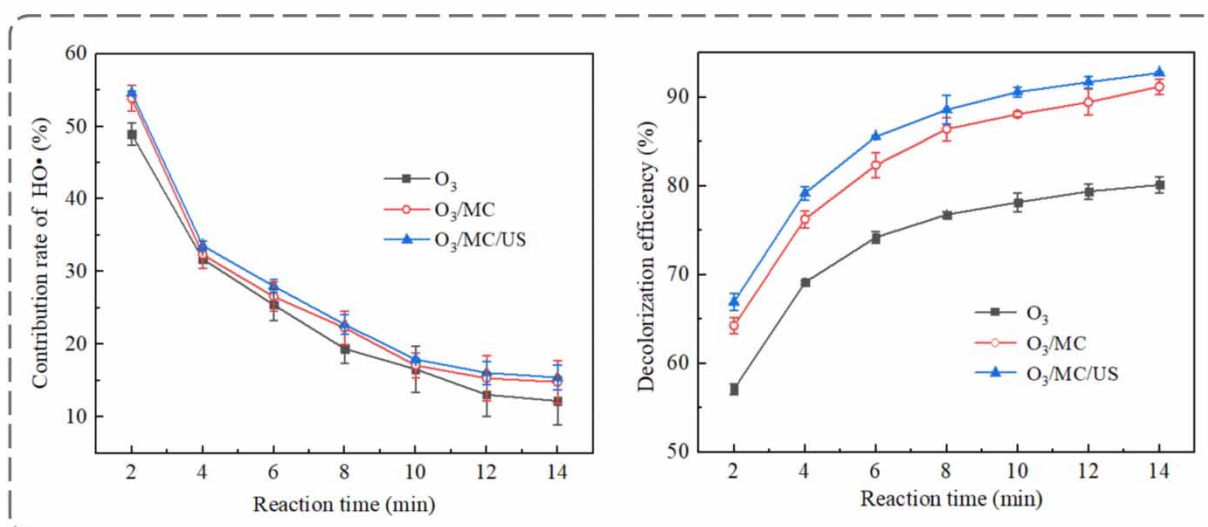 Contribution rate of HO• (%)
60
50
40
30
20
10
O₃
O₃/MC
O₃/MC/US
2 4 6 8 10 12 14
Reaction time (min)
Decolorization efficiency (%)
90
80
70
60
50
O₃
O₃/MC
O₃/MC/US
2 4 6 8 10 12 14
Reaction time (min)